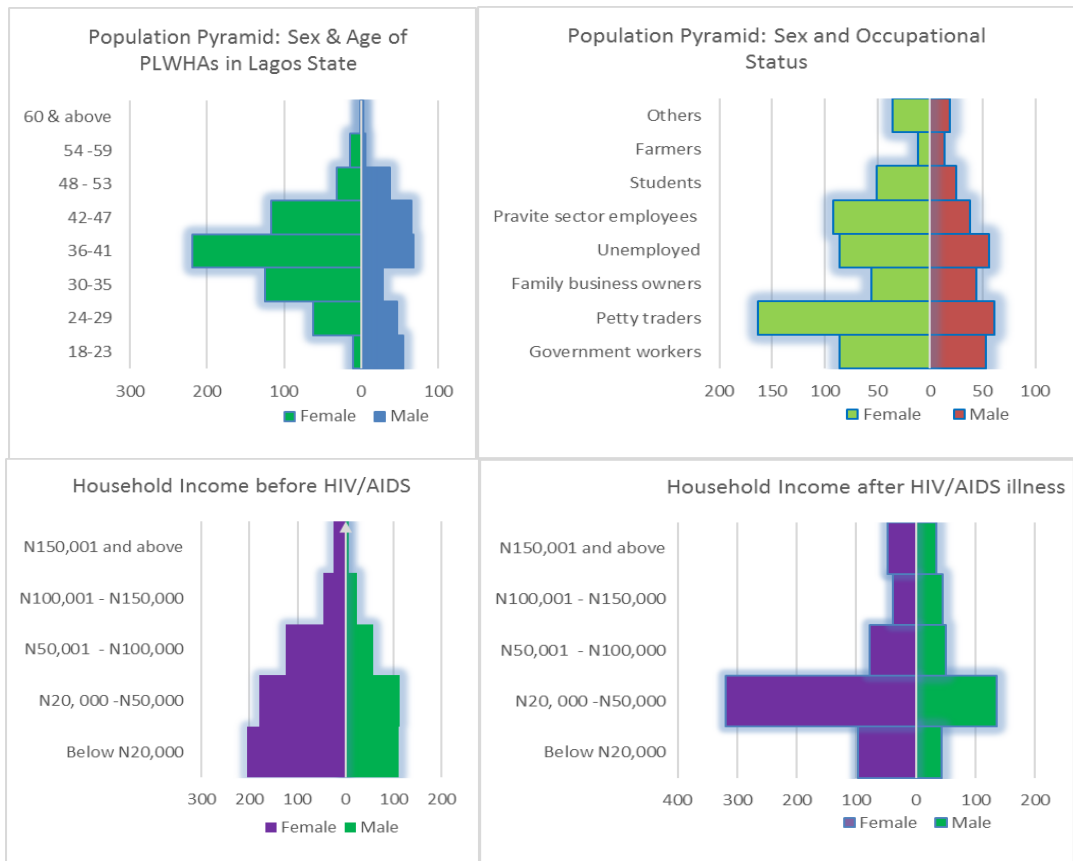 Population Pyramid: Sex & Age of
PLWHAs in Lagos State
60 & above
54 -59
48 - 53
42-47
36-41
30-35
24-29
18-23
300 200 100 0 100
Female Male
Population Pyramid: Sex and Occupational
Status
Others
Farmers
Students
Pravite sector employees
Unemployed
Family business owners
Petty traders
Government workers
200 150 100 50 0 50 100
Female Male
Household Income before HIV/AIDS
N150,001 and above
N100,001 - N150,000
N50,001 - N100,000
N20, 000 -N50,000
Below N20,000
300 200 100 0 100 200
Female Male
Household Income after HIV/AIDS illness
N150,001 and above
N100,001 - N150,000
N50,001 - N100,000
N20, 000 -N50,000
Below N20,000
400 300 200 100 0 100 200
Female Male